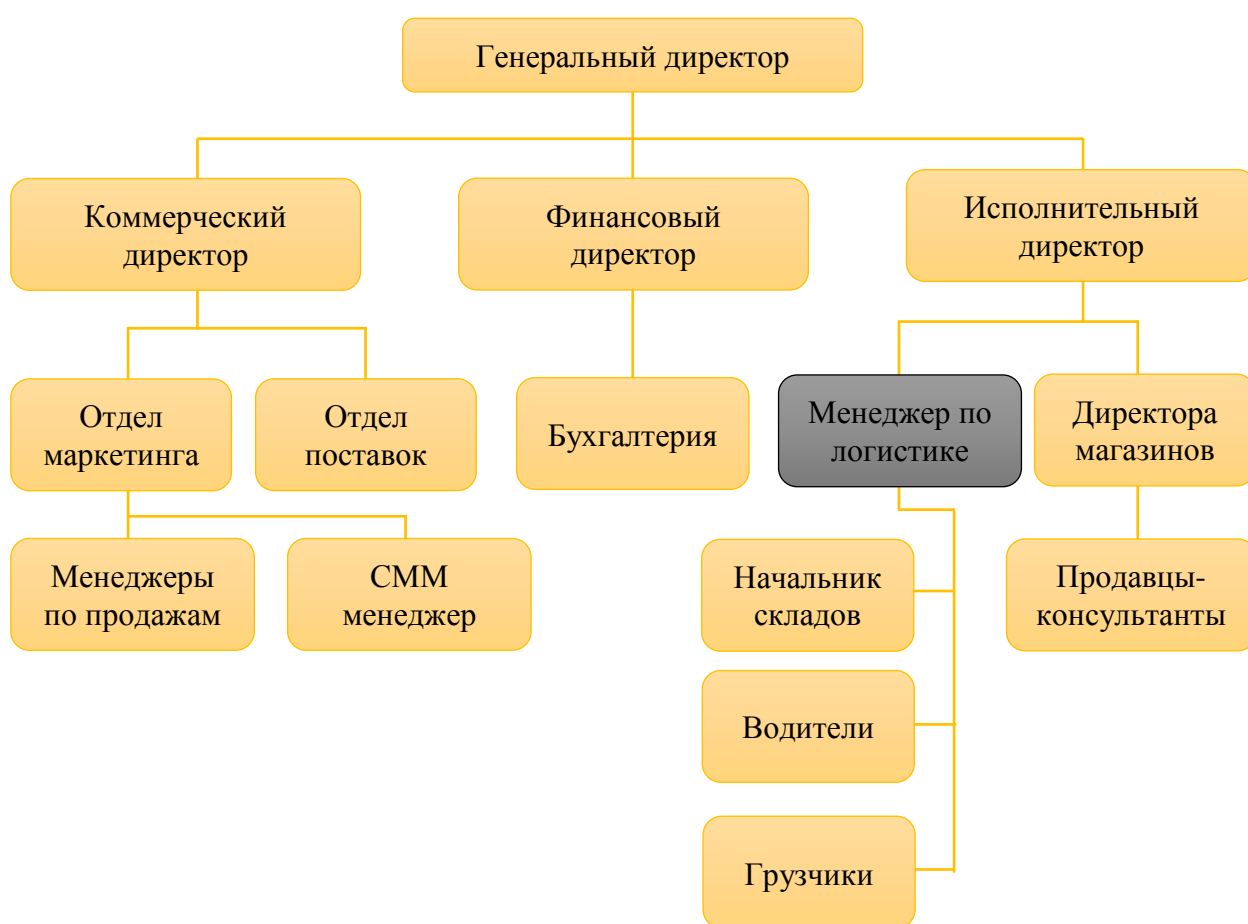 Генеральный директор
Коммерческий
директор
Финансовый
директор
Исполнительный
директор
Отдел
маркетинга
Отдел
поставок
Бухгалтерия
Менеджер по
логистике
Директора
магазинов
Менеджеры
по продажам
СММ
менеджер
Начальник
складов
Продавцы-
консультанты
Водители
Грузчики